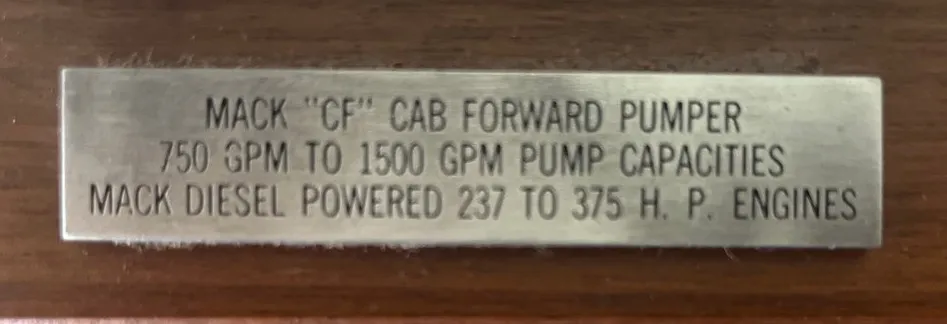 MACK "CF" CAB FORWARD PUMPER
750 GPM TO 1500 GPM PUMP CAPACITIES
MACK DIESEL POWERED 237 TO 375 H. P. ENGINES